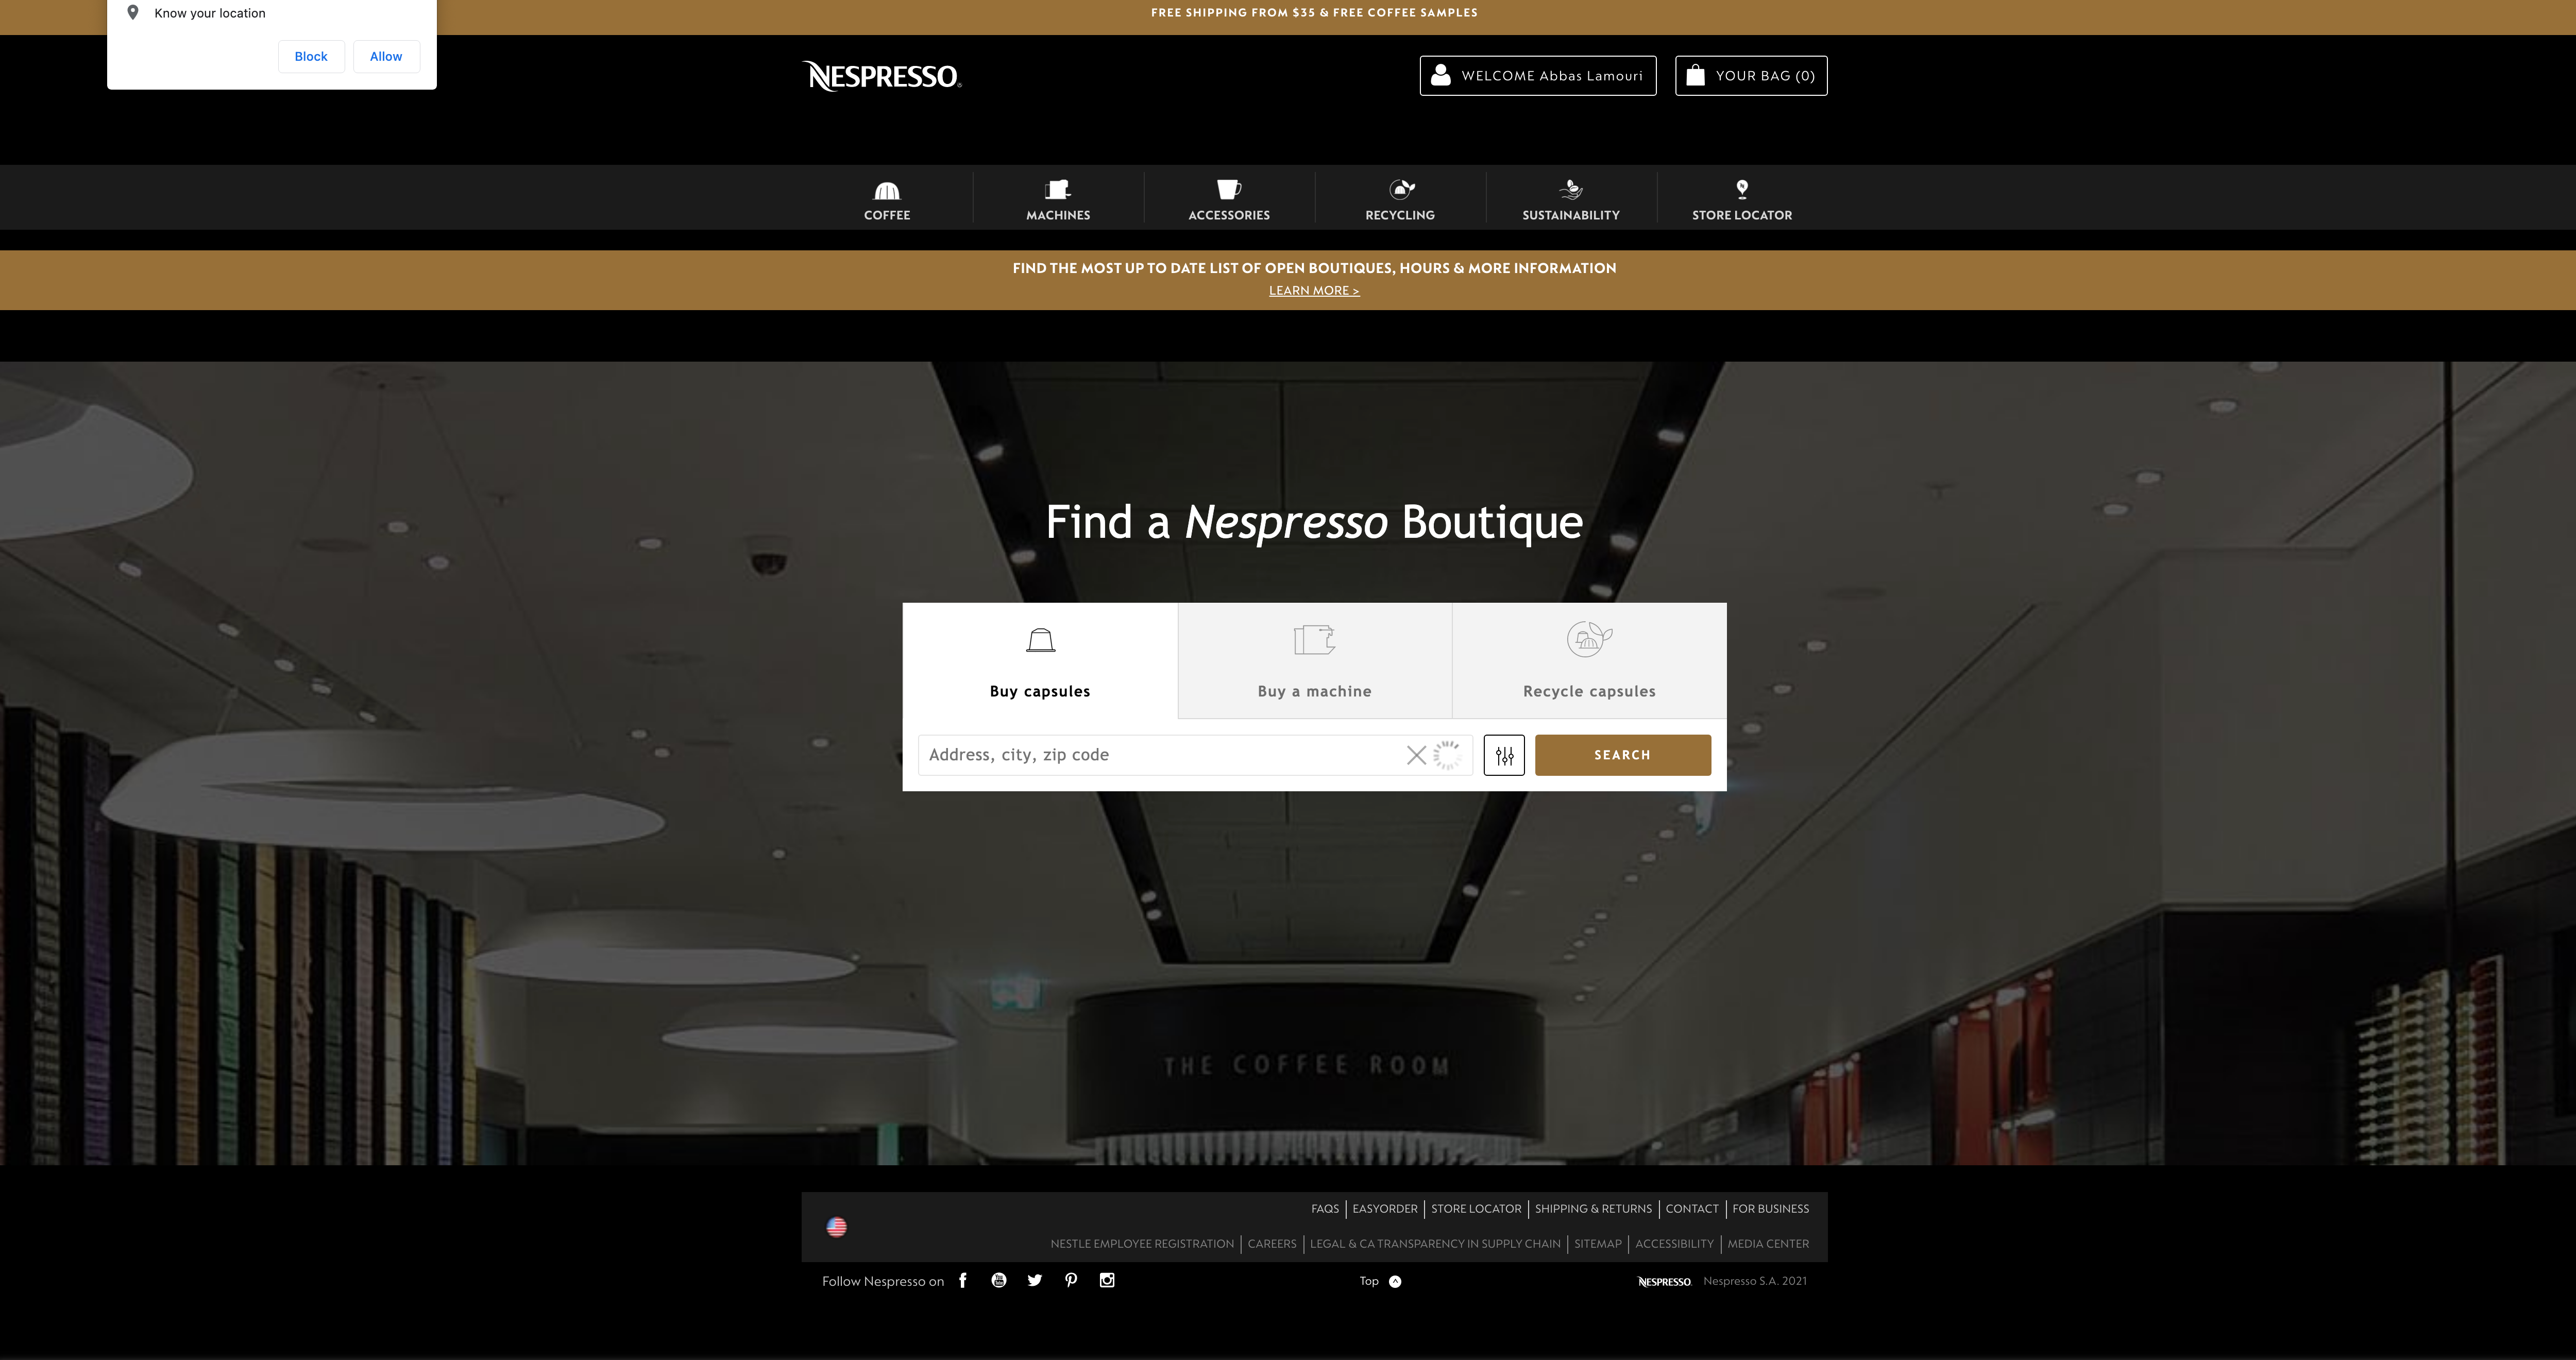 Know your location
Block
Allow
FREE SHIPPING FROM $35 & FREE COFFEE SAMPLES
NESPRESSO
WELCOME Abbas Lamouri
YOUR BAG (0)
COFFEE
MACHINES
ACCESSORIES
RECYCLING
SUSTAINABILITY
STORE LOCATOR
FIND THE MOST UP TO DATE LIST OF OPEN BOUTIQUES, HOURS & MORE INFORMATION
LEARN MORE >
Find a Nespresso Boutique
Buy capsules
Buy a machine
Recycle capsules
Address, city, zip code
SEARCH
THE COFFEE ROOM
FAQS | EASYORDER | STORE LOCATOR | SHIPPING & RETURNS | CONTACT | FOR BUSINESS
NESTLE EMPLOYEE REGISTRATION | CAREERS | LEGAL & CA TRANSPARENCY IN SUPPLY CHAIN | SITEMAP | ACCESSIBILITY | MEDIA CENTER
Follow Nespresso on
Top
NESPRESSO
Nespresso S.A. 2021